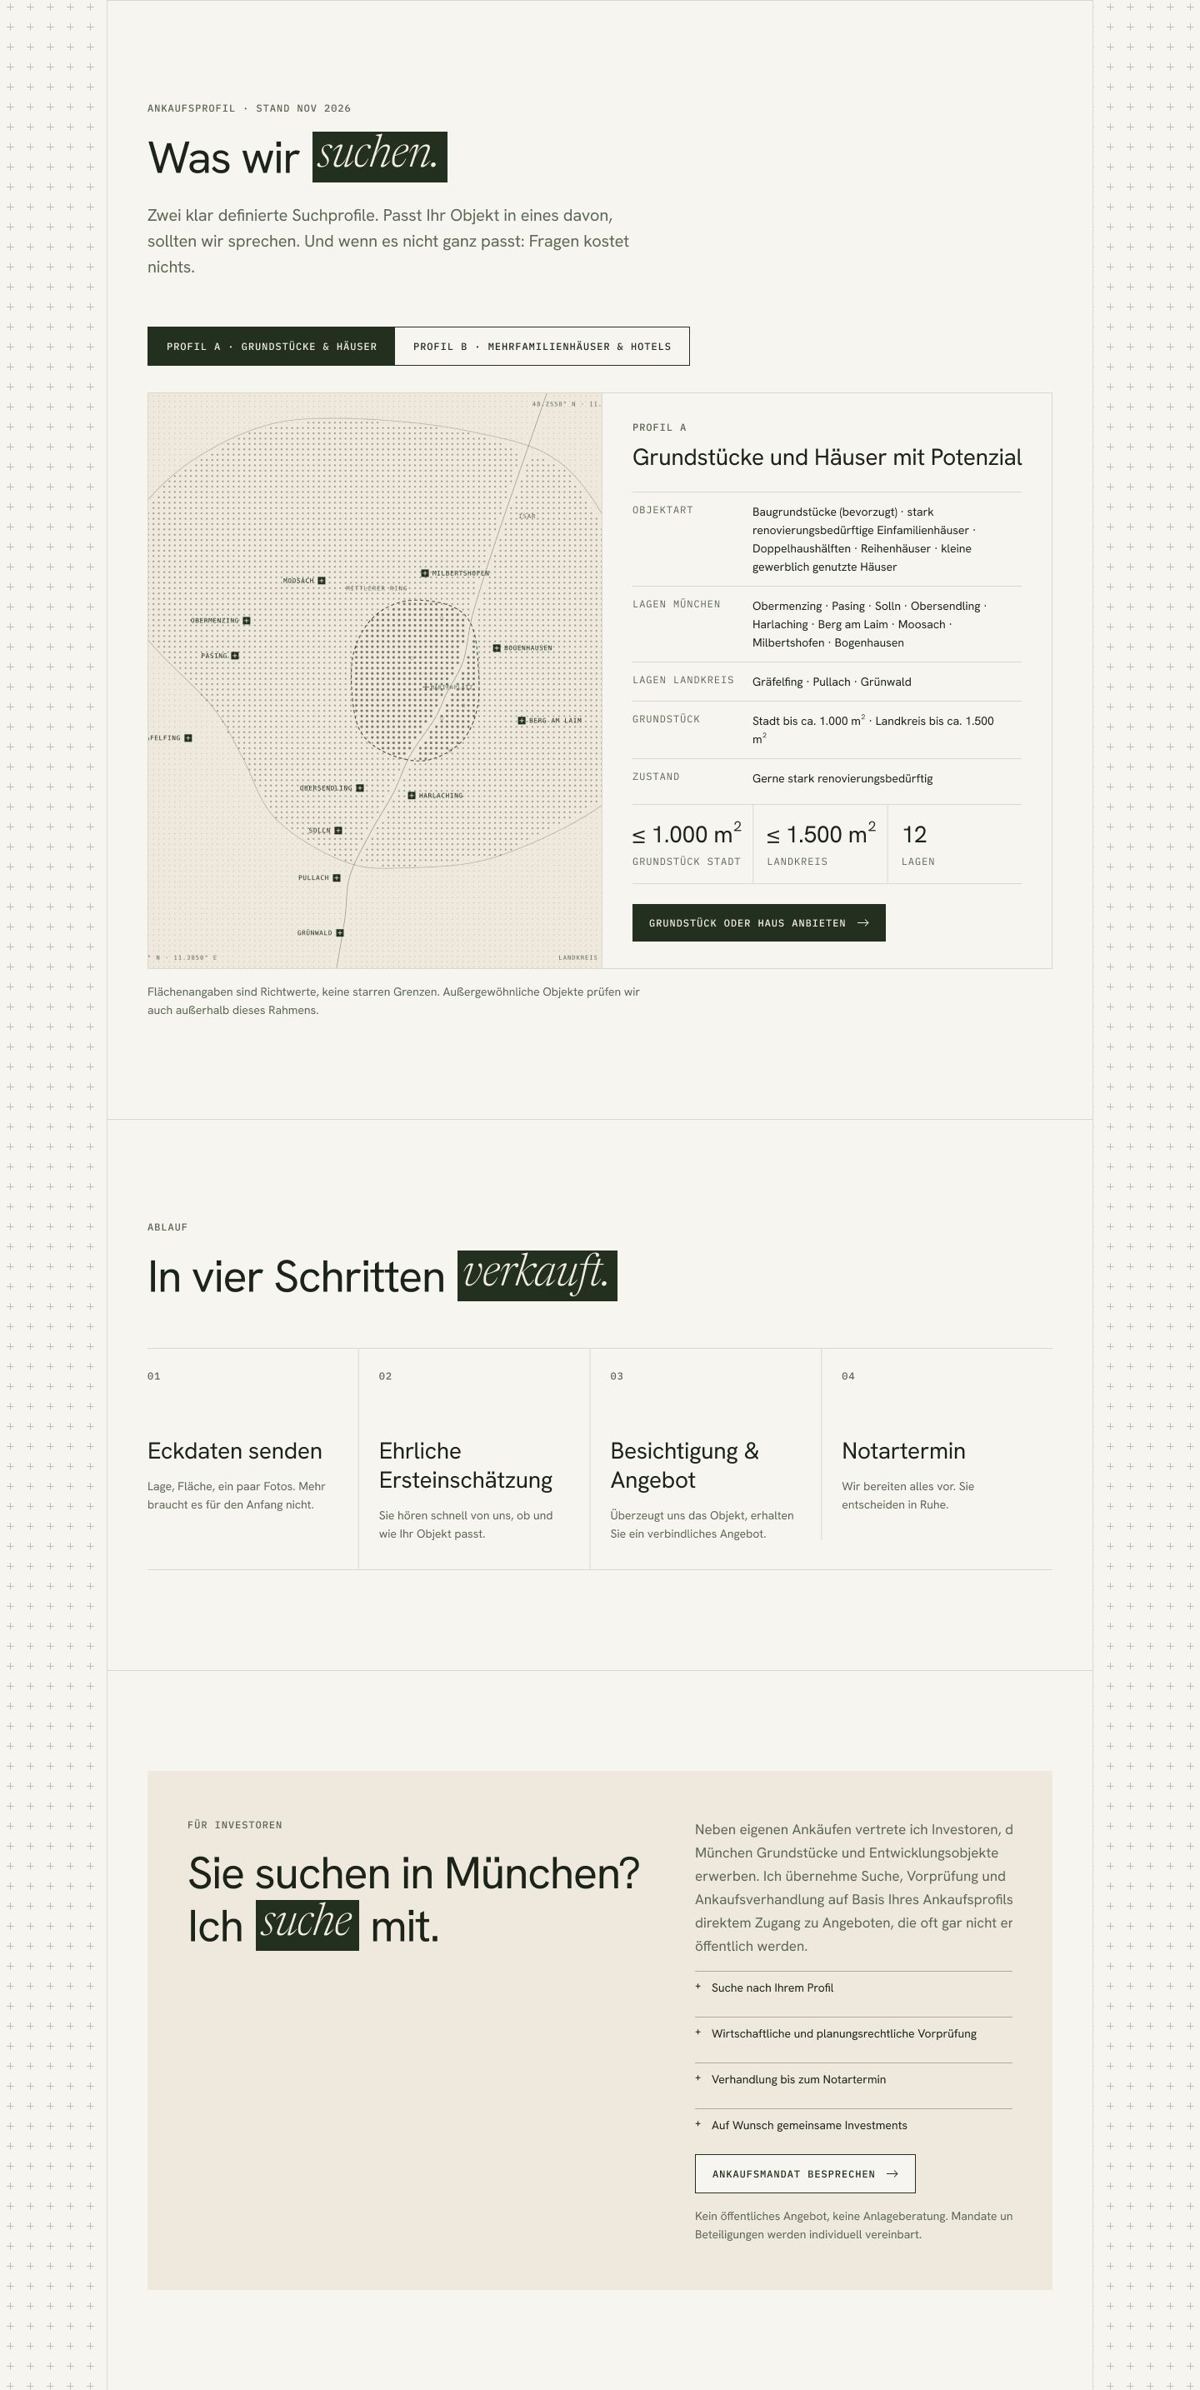 ANKAUFSPROFIL · STAND NOV 2026
Was wir suchen.
Zwei klar definierte Suchprofile. Passt Ihr Objekt in eines davon,
sollten wir sprechen. Und wenn es nicht ganz passt: Fragen kostet
nichts.
PROFIL A · GRUNDSTÜCKE & HÄUSER
PROFIL B · MEHRFAMILIENHÄUSER & HOTELS
48.2550° N · 11.
ISAR
MILBERTSHOFEN
MOOSACH
MITTLERER RING
OBERMENZING
BOGENHAUSEN
PASING
BERG AM LAIM
FELFING
OBERSENDLING
HARLACHING
SOLLN
PULLACH
GRÜNWALD
° N · 11.3850° E
LANDKREIS
PROFIL A
Grundstücke und Häuser mit Potenzial
OBJEKTART
Baugrundstücke (bevorzugt) · stark
renovierungsbedürftige Einfamilienhäuser ·
Doppelhaushälften · Reihenhäuser · kleine
gewerblich genutzte Häuser
LAGEN MÜNCHEN
Obermenzing · Pasing · Solln · Obersendling ·
Harlaching · Berg am Laim · Moosach ·
Milbertshofen · Bogenhausen
LAGEN LANDKREIS
Gräfelfing · Pullach · Grünwald
GRUNDSTÜCK
Stadt bis ca. 1.000 m² · Landkreis bis ca. 1.500
m²
ZUSTAND
Gerne stark renovierungsbedürftig
≤ 1.000 m²
GRUNDSTÜCK STADT
≤ 1.500 m²
LANDKREIS
12
LAGEN
GRUNDSTÜCK ODER HAUS ANBIETEN →
Flächenangaben sind Richtwerte, keine starren Grenzen. Außergewöhnliche Objekte prüfen wir
auch außerhalb dieses Rahmens.
ABLAUF
In vier Schritten verkauft.
01
Eckdaten senden
Lage, Fläche, ein paar Fotos. Mehr
braucht es für den Anfang nicht.
02
Ehrliche
Ersteinschätzung
Sie hören schnell von uns, ob und
wie Ihr Objekt passt.
03
Besichtigung &
Angebot
Überzeugt uns das Objekt, erhalten
Sie ein verbindliches Angebot.
04
Notartermin
Wir bereiten alles vor. Sie
entscheiden in Ruhe.
FÜR INVESTOREN
Sie suchen in München?
Ich suche mit.
Neben eigenen Ankäufen vertrete ich Investoren, d
München Grundstücke und Entwicklungsobjekte
erwerben. Ich übernehme Suche, Vorprüfung und
Ankaufsverhandlung auf Basis Ihres Ankaufsprofils
direktem Zugang zu Angeboten, die oft gar nicht er
öffentlich werden.
+ Suche nach Ihrem Profil
+ Wirtschaftliche und planungsrechtliche Vorprüfung
+ Verhandlung bis zum Notartermin
+ Auf Wunsch gemeinsame Investments
ANKAUFSMANDAT BESPRECHEN →
Kein öffentliches Angebot, keine Anlageberatung. Mandate un
Beteiligungen werden individuell vereinbart.